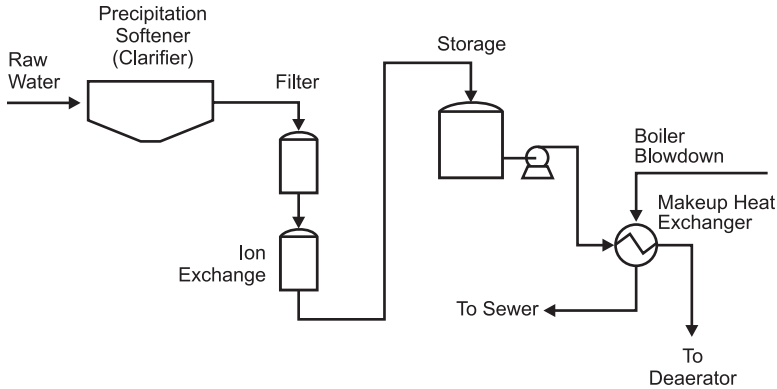 Precipitation
Softener
(Clarifier)
Raw
Water
Filter
Storage
Ion
Exchange
Boiler
Blowdown
Makeup Heat
Exchanger
To Sewer
To
Deaerator